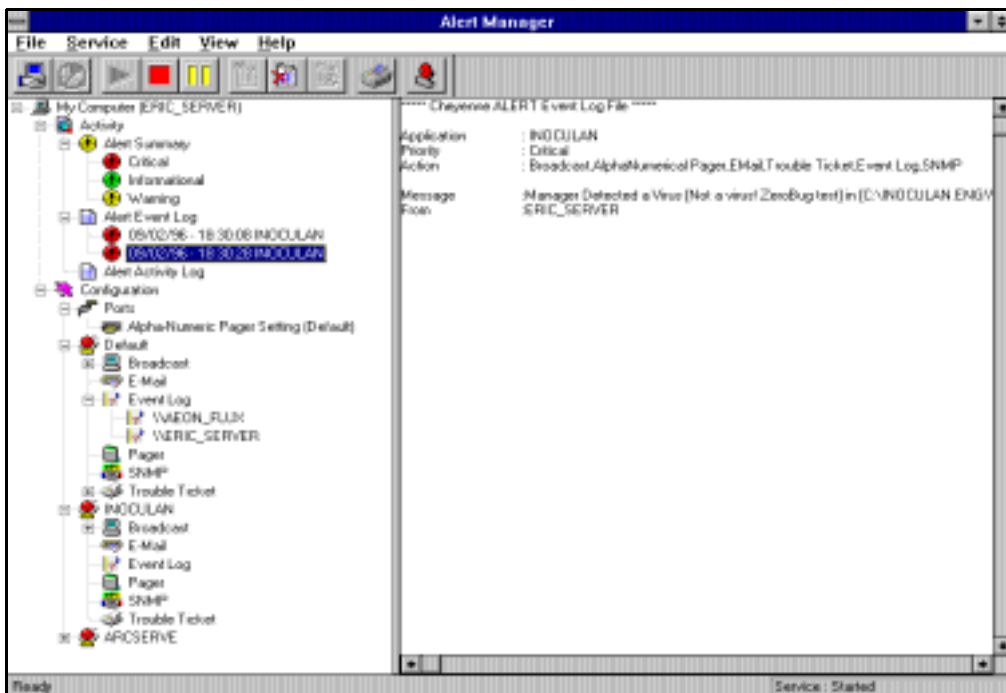 Alert Manager
File Service Edit View Help
My Computer (ERIC_SERVER)
Activity
Alert Summary
Critical
Informational
Warning
Alert Event Log
09/02/96 - 18:30:08 INOCULAN
09/02/96 - 18:30:28 INOCULAN
Alert Activity Log
Configuration
Ports
Alpha-Numeric Pager Setting (Default)
Default
Broadcast
E-Mail
Event Log
\\AEON_FLUX
\\ERIC_SERVER
Pager
SNMP
Trouble Ticket
INOCULAN
Broadcast
E-Mail
Event Log
Pager
SNMP
Trouble Ticket
ARCSERVE
***** Cheyenne ALERT Event Log File *****
Application : INOCULAN
Priority : Critical
Action : Broadcast,AlphaNumerical Pager,EMail,Trouble Ticket,Event Log,SNMP
Message :Manager Detected a Virus [Not a virus! ZeroBug test] in [C:\INOCULAN.ENG\
From :ERIC_SERVER
Ready
Service : Started